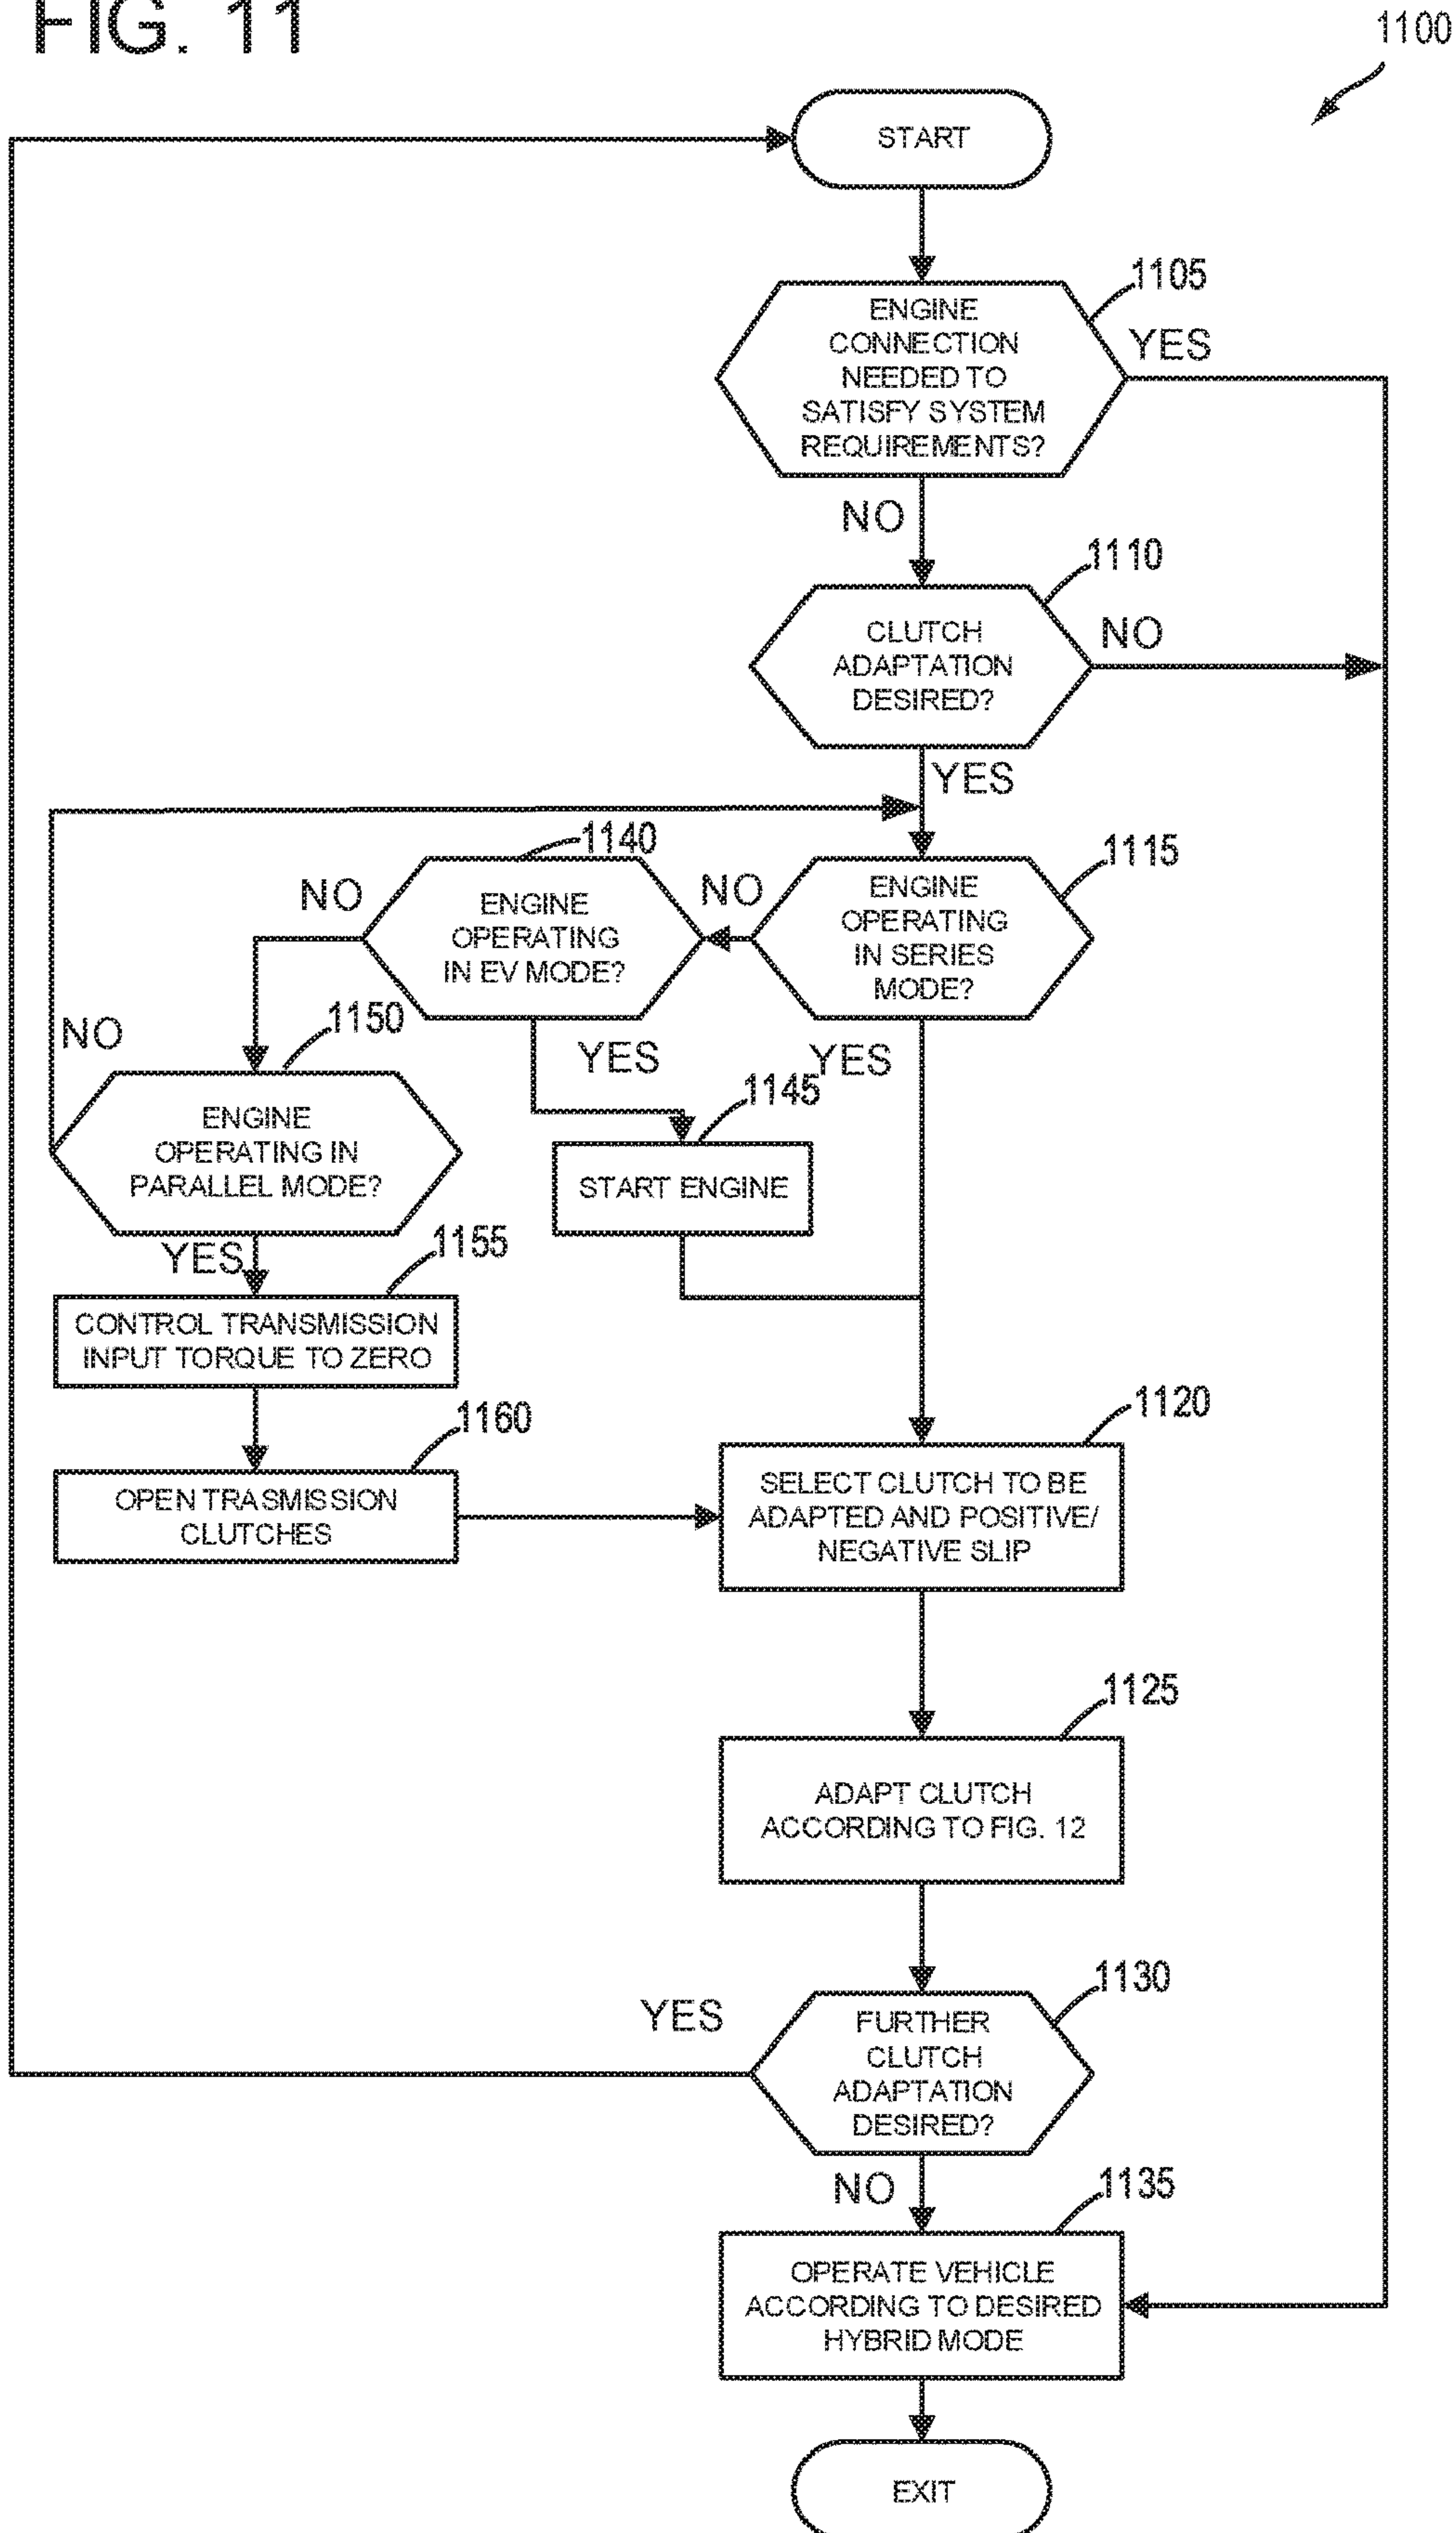 FIG. 11
1100
START
1105
ENGINE
CONNECTION
NEEDED TO
SATISFY SYSTEM
REQUIREMENTS?
YES
NO
1110
CLUTCH
ADAPTATION
DESIRED?
NO
YES
1115
ENGINE
OPERATING
IN SERIES
MODE?
NO
YES
1140
ENGINE
OPERATING
IN EV MODE?
NO
YES
1145
START ENGINE
1150
ENGINE
OPERATING IN
PARALLEL MODE?
NO
YES
1155
CONTROL TRANSMISSION
INPUT TORQUE TO ZERO
1160
OPEN TRASMISSION
CLUTCHES
1120
SELECT CLUTCH TO BE
ADAPTED AND POSITIVE/
NEGATIVE SLIP
1125
ADAPT CLUTCH
ACCORDING TO FIG. 12
1130
FURTHER
CLUTCH
ADAPTATION
DESIRED?
YES
NO
1135
OPERATE VEHICLE
ACCORDING TO DESIRED
HYBRID MODE
EXIT